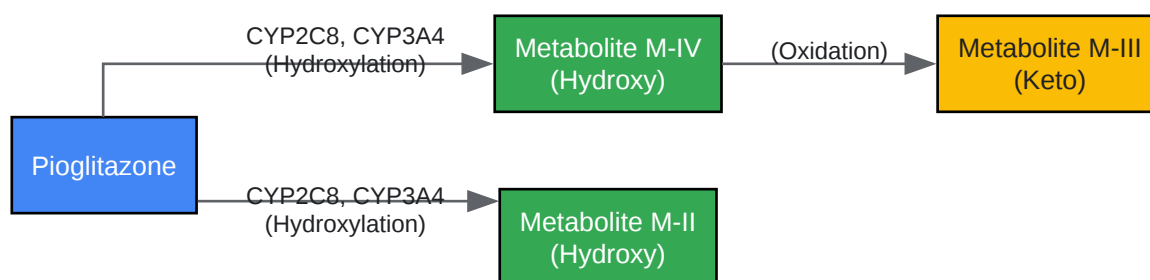 CYP2C8, CYP3A4
(Hydroxylation)
Metabolite M-IV
(Hydroxy)
(Oxidation)
Metabolite M-III
(Keto)
Pioglitazone
CYP2C8, CYP3A4
(Hydroxylation)
Metabolite M-II
(Hydroxy)